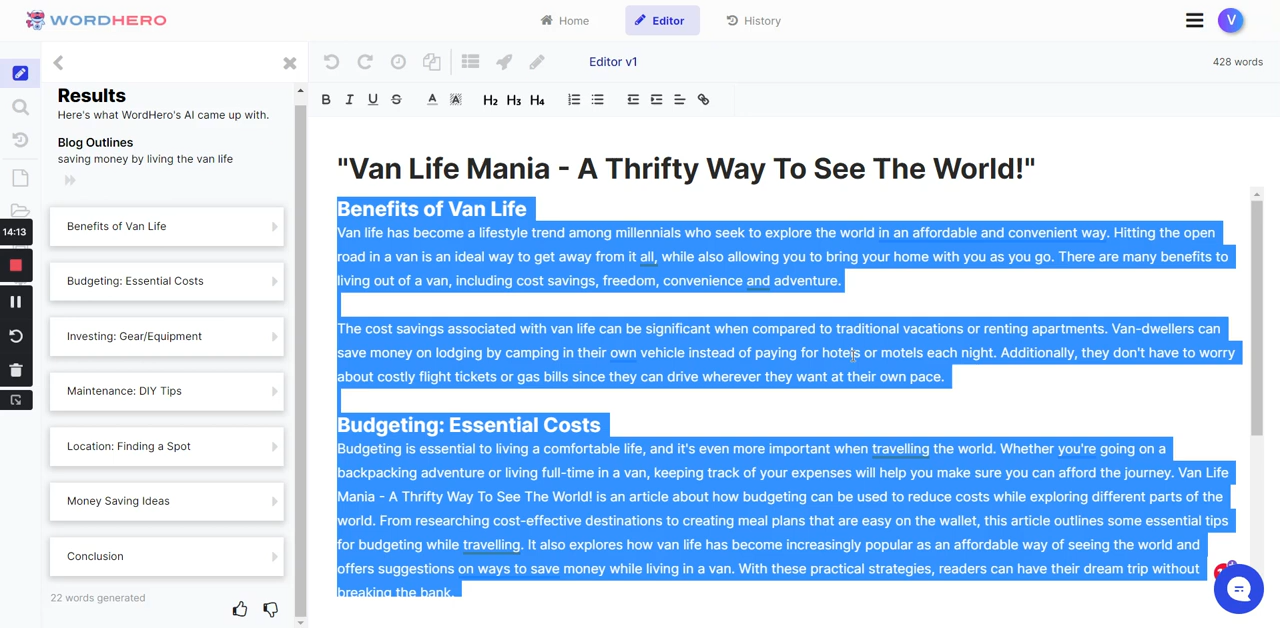 WORDHERO
Home
Editor
History
V
Editor v1
428 words
B I U S A A H2 H3 H4
14:13
Results
Here's what WordHero's AI came up with.
Blog Outlines
saving money by living the van life
Benefits of Van Life
Budgeting: Essential Costs
Investing: Gear/Equipment
Maintenance: DIY Tips
Location: Finding a Spot
Money Saving Ideas
Conclusion
22 words generated
"Van Life Mania - A Thrifty Way To See The World!"
Benefits of Van Life
Van life has become a lifestyle trend among millennials who seek to explore the world in an affordable and convenient way. Hitting the open
road in a van is an ideal way to get away from it all, while also allowing you to bring your home with you as you go. There are many benefits to
living out of a van, including cost savings, freedom, convenience and adventure.
The cost savings associated with van life can be significant when compared to traditional vacations or renting apartments. Van-dwellers can
save money on lodging by camping in their own vehicle instead of paying for hotels or motels each night. Additionally, they don't have to worry
about costly flight tickets or gas bills since they can drive wherever they want at their own pace.
Budgeting: Essential Costs
Budgeting is essential to living a comfortable life, and it's even more important when travelling the world. Whether you're going on a
backpacking adventure or living full-time in a van, keeping track of your expenses will help you make sure you can afford the journey. Van Life
Mania - A Thrifty Way To See The World! is an article about how budgeting can be used to reduce costs while exploring different parts of the
world. From researching cost-effective destinations to creating meal plans that are easy on the wallet, this article outlines some essential tips
for budgeting while travelling. It also explores how van life has become increasingly popular as an affordable way of seeing the world and
offers suggestions on ways to save money while living in a van. With these practical strategies, readers can have their dream trip without
breaking the bank.